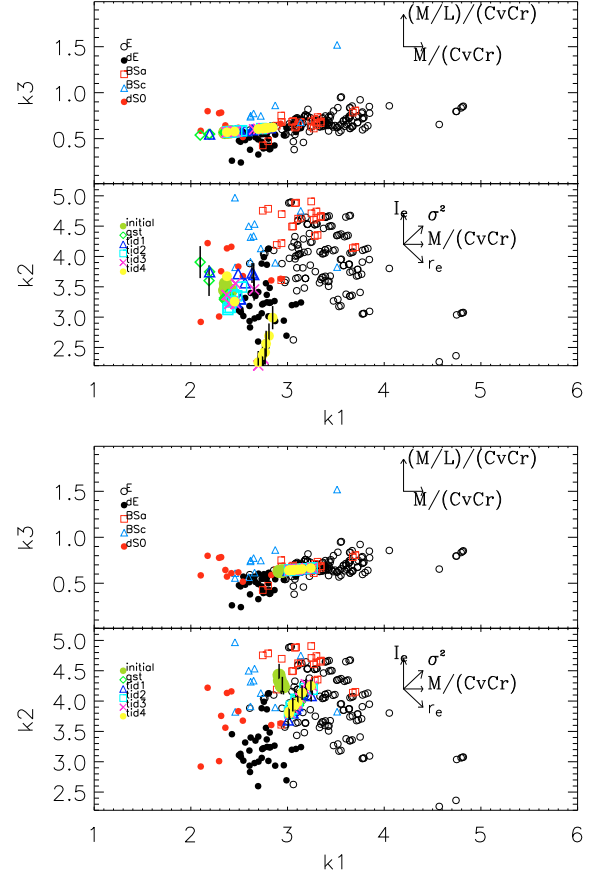 (M/L)/(CvCr)
M/(CvCr)
E
dE
BSa
BSc
dS0
k3
1.5
1.0
0.5
I_e
σ²
M/(CvCr)
r_e
initial
gst
tid1
tid2
tid3
tid4
k2
5.0
4.5
4.0
3.5
3.0
2.5
1 2 3 4 5 6
k1
(M/L)/(CvCr)
M/(CvCr)
E
dE
BSa
BSc
dS0
k3
1.5
1.0
0.5
I_e
σ²
M/(CvCr)
r_e
initial
gst
tid1
tid2
tid3
tid4
k2
5.0
4.5
4.0
3.5
3.0
2.5
1 2 3 4 5 6
k1